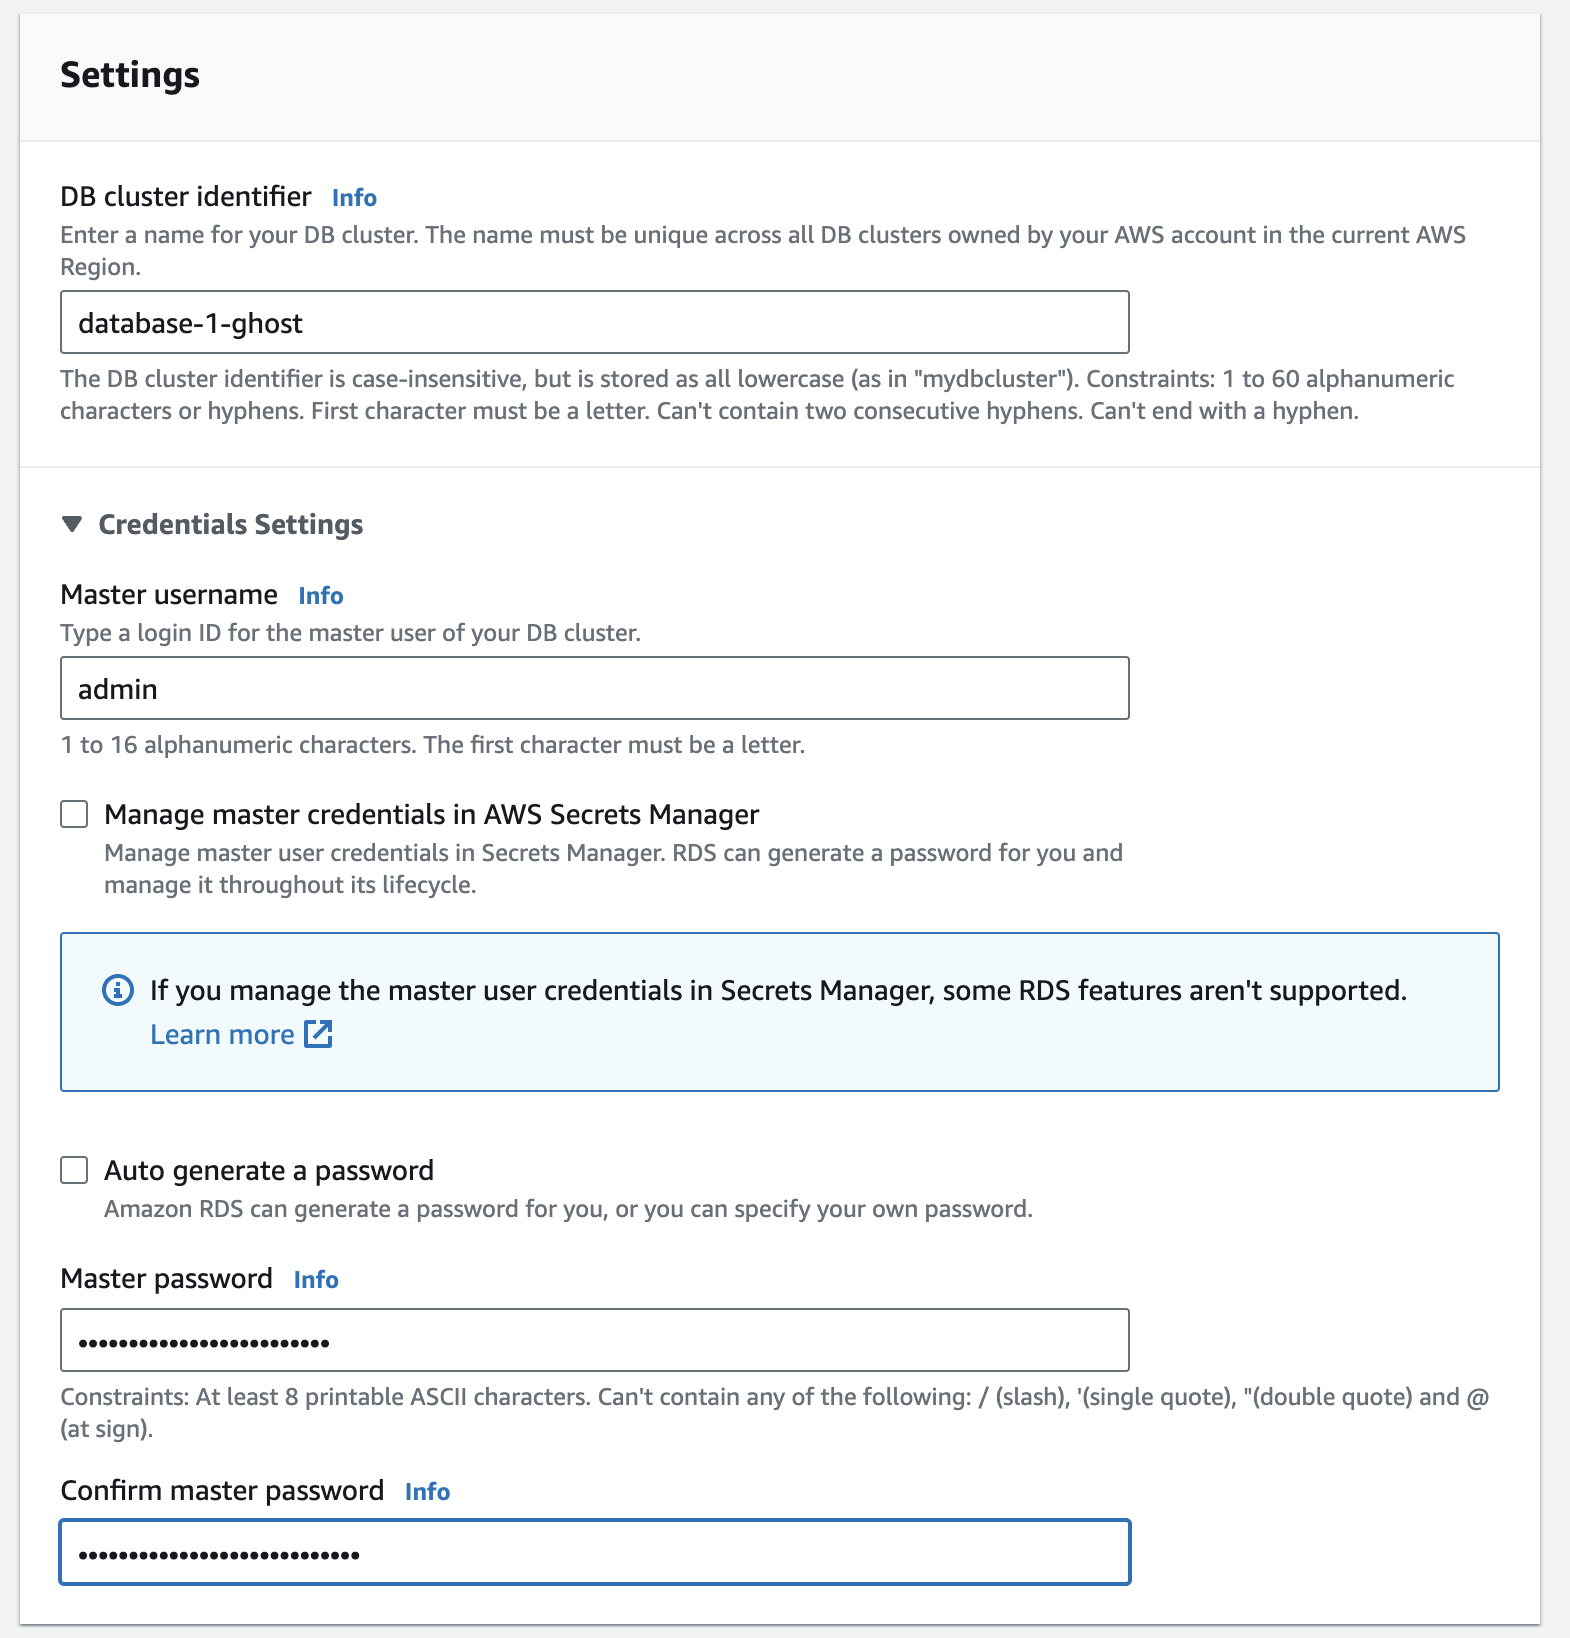 Settings
DB cluster identifier Info
Enter a name for your DB cluster. The name must be unique across all DB clusters owned by your AWS account in the current AWS
Region.
database-1-ghost
The DB cluster identifier is case-insensitive, but is stored as all lowercase (as in "mydbcluster"). Constraints: 1 to 60 alphanumeric
characters or hyphens. First character must be a letter. Can't contain two consecutive hyphens. Can't end with a hyphen.
Credentials Settings
Master username Info
Type a login ID for the master user of your DB cluster.
admin
1 to 16 alphanumeric characters. The first character must be a letter.
Manage master credentials in AWS Secrets Manager
Manage master user credentials in Secrets Manager. RDS can generate a password for you and
manage it throughout its lifecycle.
If you manage the master user credentials in Secrets Manager, some RDS features aren't supported.
Learn more
Auto generate a password
Amazon RDS can generate a password for you, or you can specify your own password.
Master password Info
•••••••••••••••••••••••••
Constraints: At least 8 printable ASCII characters. Can't contain any of the following: / (slash), '(single quote), "(double quote) and @
(at sign).
Confirm master password Info
••••••••••••••••••••••••••••